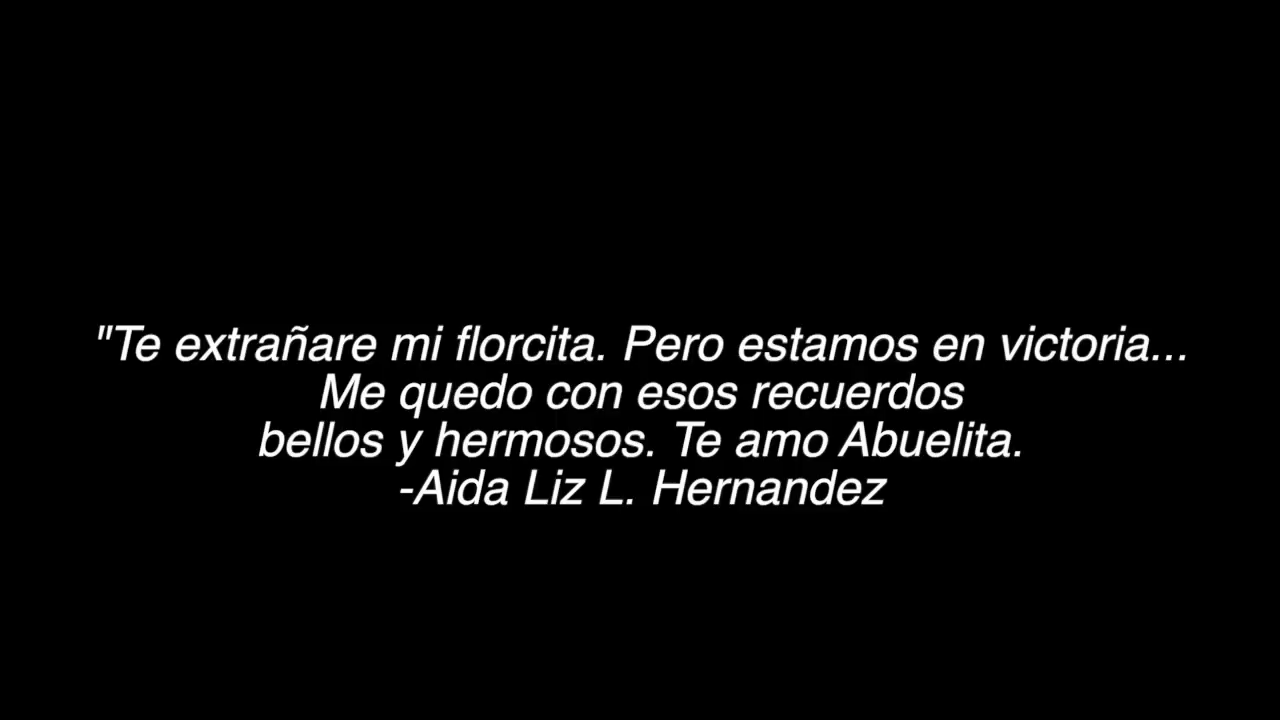 "Te extrañare mi florcita. Pero estamos en victoria...
Me quedo con esos recuerdos
bellos y hermosos. Te amo Abuelita.
-Aida Liz L. Hernandez